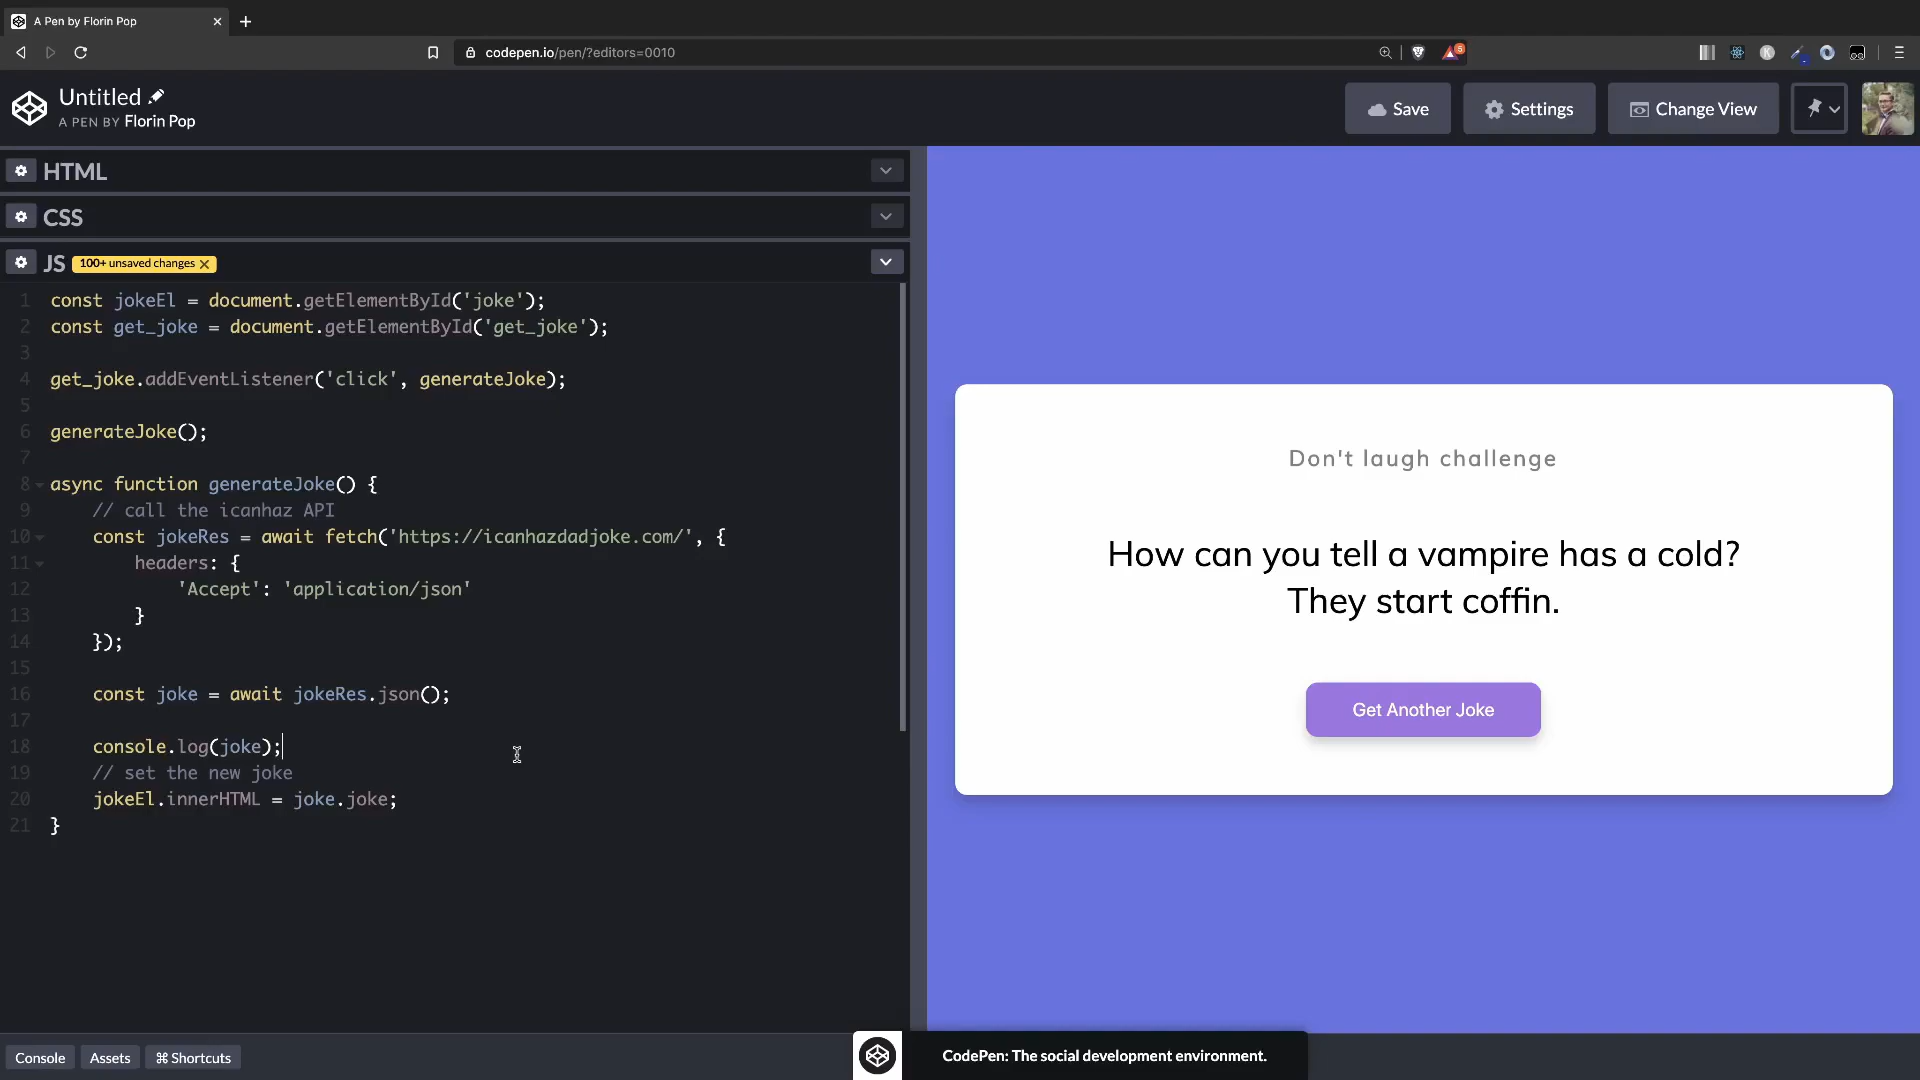 A Pen by Florin Pop
codepen.io/pen/?editors=0010
5
K
Untitled
A PEN BY Florin Pop
Save
Settings
Change View
HTML
CSS
JS 100+ unsaved changes
1 const jokeEl = document.getElementById('joke');
2 const get_joke = document.getElementById('get_joke');
3
4 get_joke.addEventListener('click', generateJoke);
5
6 generateJoke();
7
8 async function generateJoke() {
9 // call the icanhaz API
10 const jokeRes = await fetch('https://icanhazdadjoke.com/', {
11 headers: {
12 'Accept': 'application/json'
13 }
14 });
15
16 const joke = await jokeRes.json();
17
18 console.log(joke);
19 // set the new joke
20 jokeEl.innerHTML = joke.joke;
21 }
Don't laugh challenge
How can you tell a vampire has a cold?
They start coffin.
Get Another Joke
Console
Assets
⌘ Shortcuts
CodePen: The social development environment.